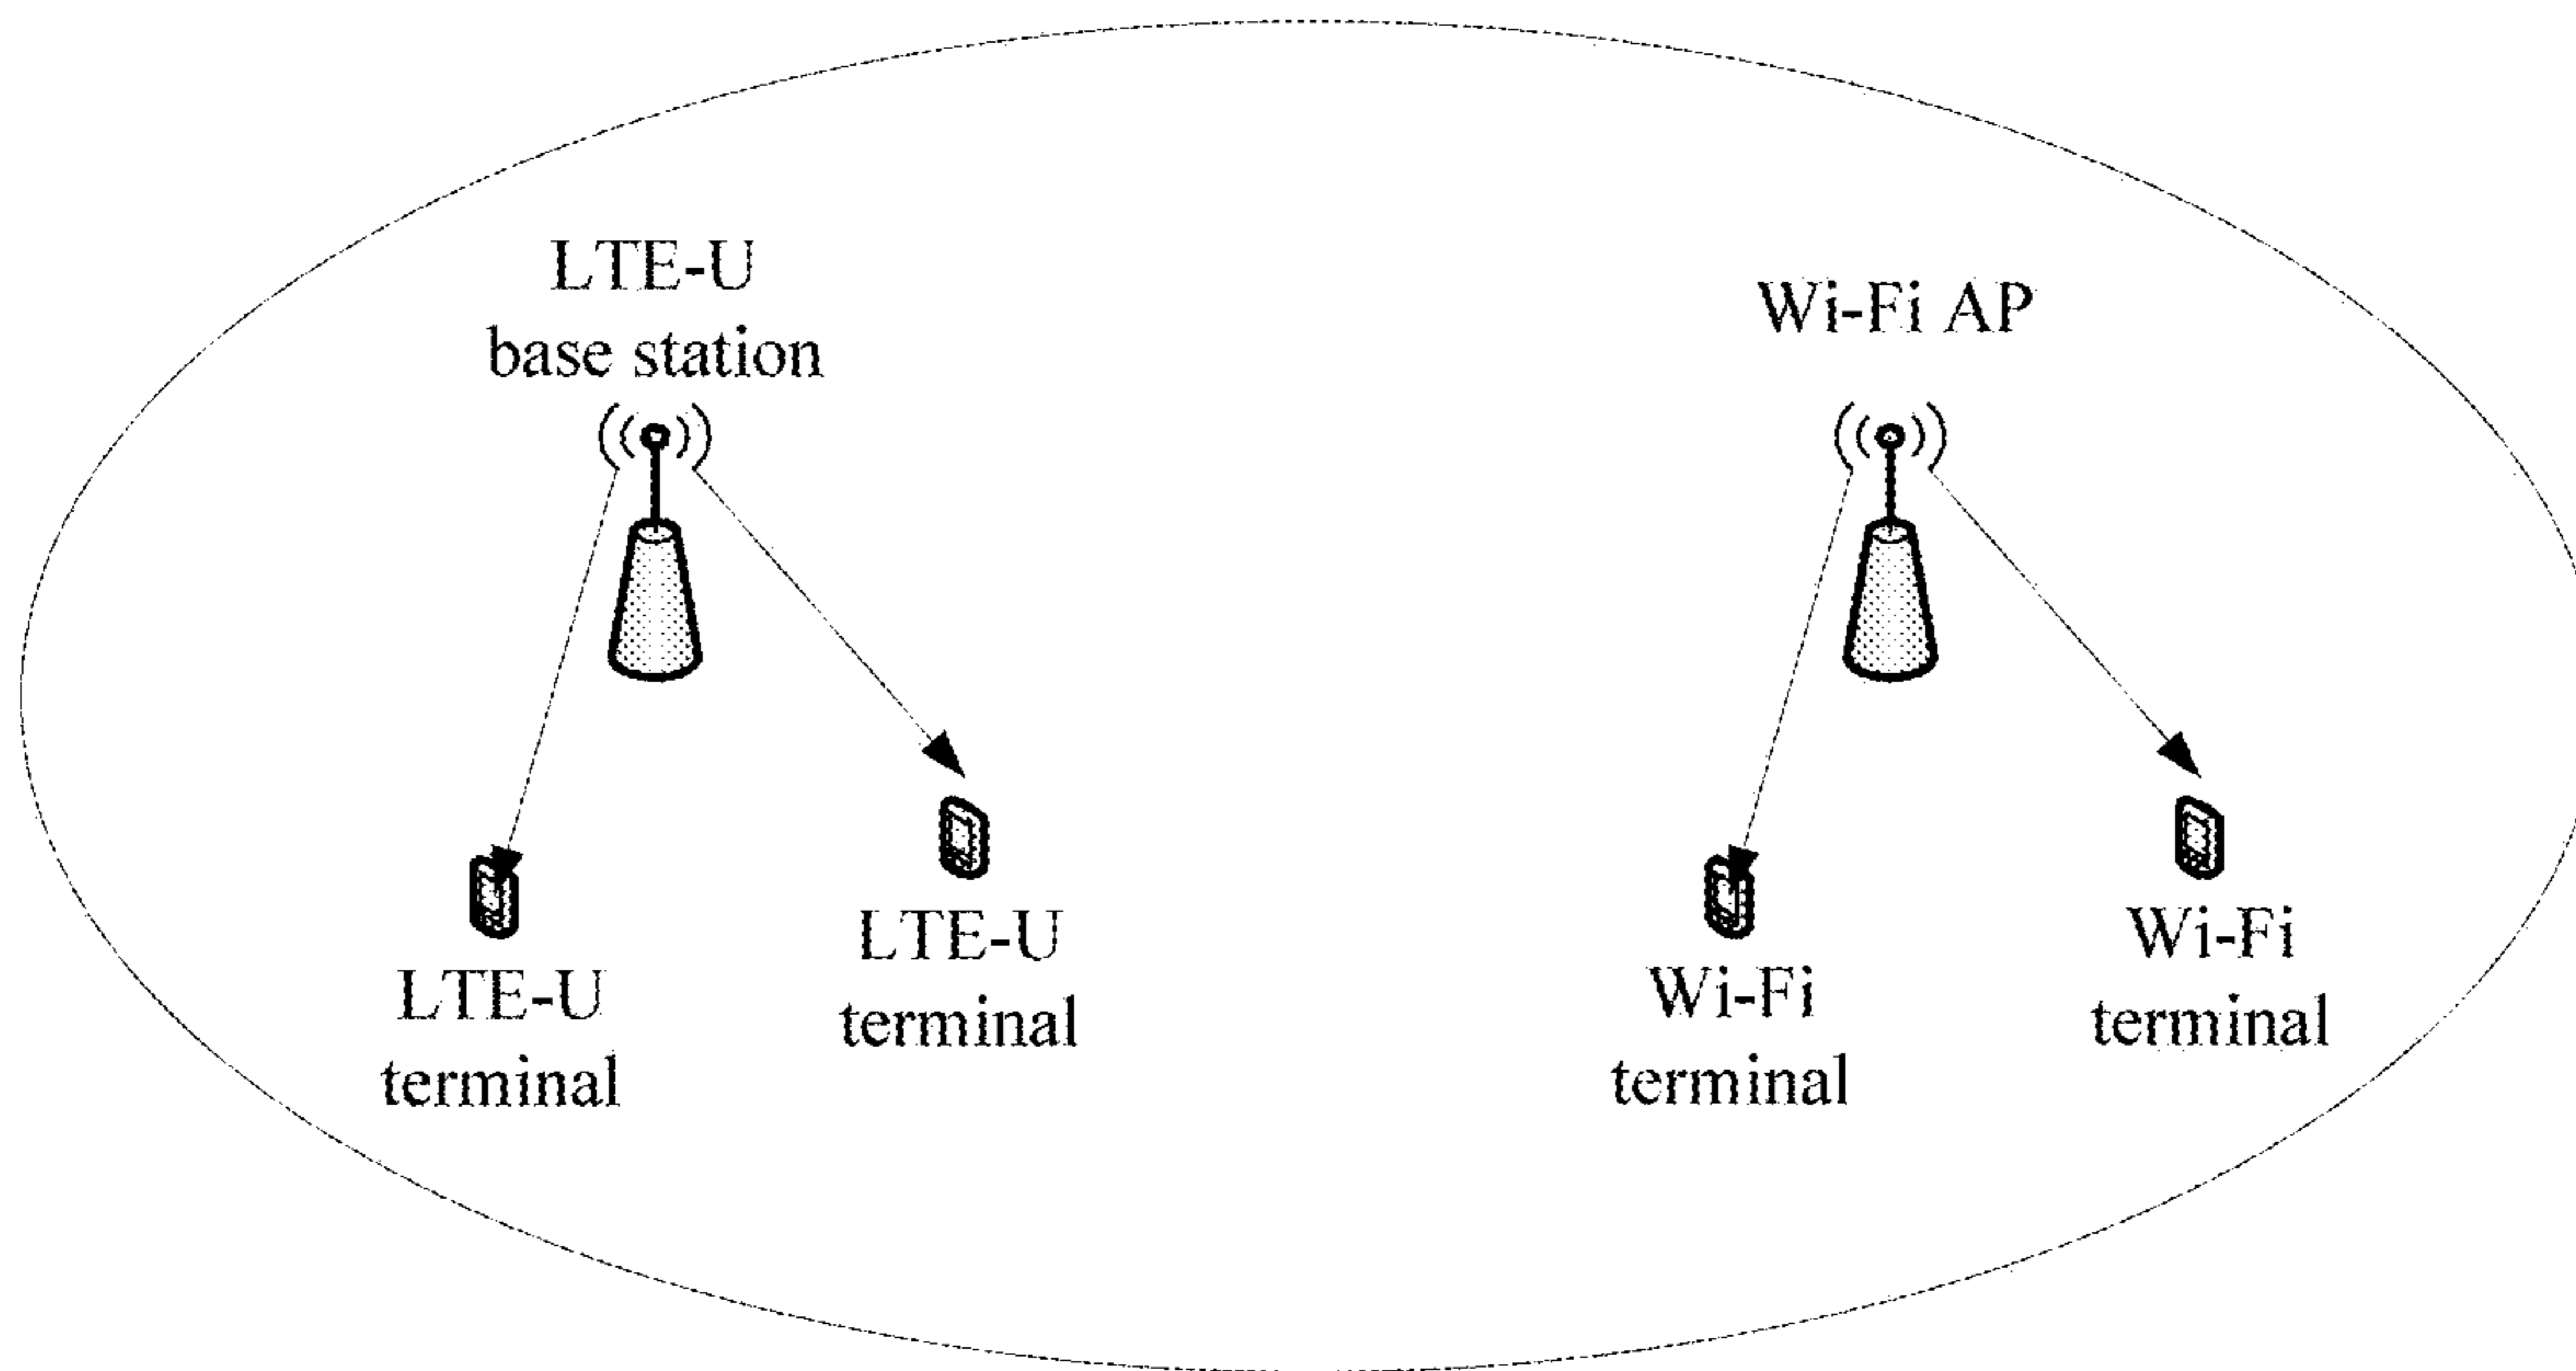 LTE-U
base station
Wi-Fi AP
LTE-U
terminal
LTE-U
terminal
Wi-Fi
terminal
Wi-Fi
terminal